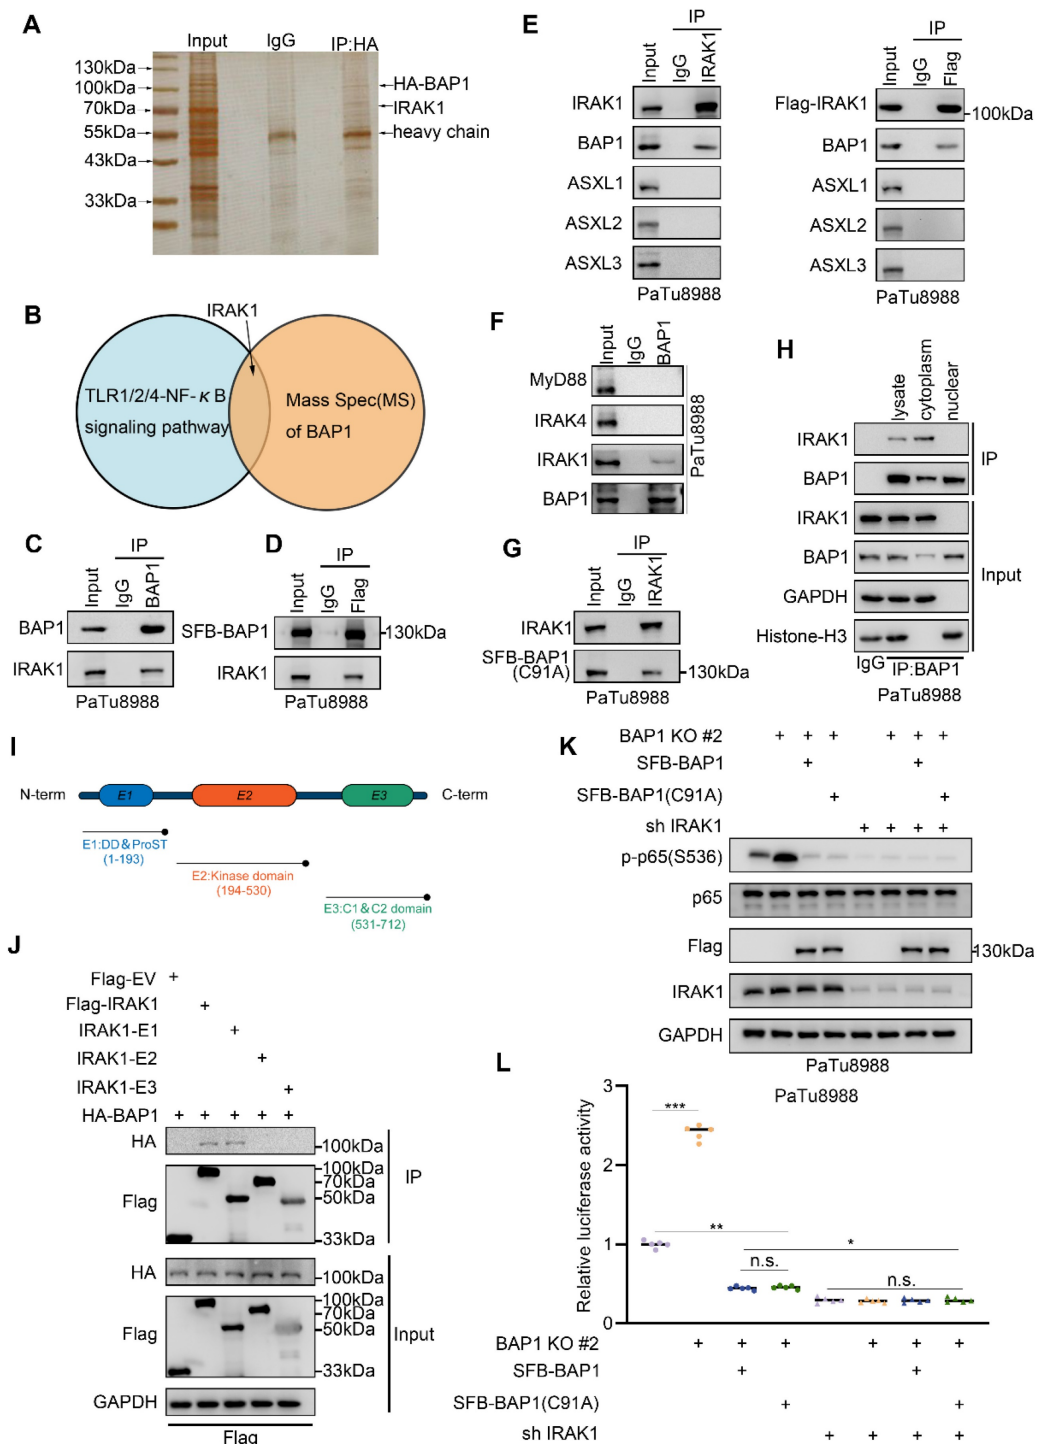 A
Input IgG IP:HA
130kDa
100kDa
70kDa
55kDa
43kDa
33kDa
HA-BAP1
IRAK1
heavy chain
B
IRAK1
TLR1/2/4-NF-κB
signaling pathway
Mass Spec(MS)
of BAP1
C
IP
Input IgG BAP1
BAP1
IRAK1
PaTu8988
D
IP
Input IgG Flag
SFB-BAP1
130kDa
IRAK1
PaTu8988
E
IP
Input IgG IRAK1
IRAK1
BAP1
ASXL1
ASXL2
ASXL3
PaTu8988
IP
Input IgG Flag
Flag-IRAK1
100kDa
BAP1
ASXL1
ASXL2
ASXL3
PaTu8988
F
Input IgG BAP1
MyD88
IRAK4
IRAK1
BAP1
PaTu8988
G
IP
Input IgG IRAK1
IRAK1
SFB-BAP1
(C91A)
130kDa
PaTu8988
H
lysate cytoplasm nuclear
IRAK1
BAP1
IP
IRAK1
BAP1
GAPDH
Histone-H3
Input
IgG IP:BAP1
PaTu8988
I
N-term E1 E2 E3 C-term
E1:DD&ProST
(1-193)
E2:Kinase domain
(194-530)
E3:C1&C2 domain
(531-712)
J
Flag-EV +
Flag-IRAK1 +
IRAK1-E1 +
IRAK1-E2 +
IRAK1-E3 +
HA-BAP1 + + + + +
HA
100kDa
Flag
100kDa
70kDa
50kDa
33kDa
IP
HA
100kDa
Flag
100kDa
70kDa
50kDa
33kDa
Input
GAPDH
Flag
K
BAP1 KO #2 + + + + + +
SFB-BAP1 + +
SFB-BAP1(C91A) + +
sh IRAK1 + + + +
p-p65(S536)
p65
Flag
130kDa
IRAK1
GAPDH
PaTu8988
L
PaTu8988
Relative luciferase activity
3
2
1
0
***
**
*
n.s.
n.s.
BAP1 KO #2 + + + + + +
SFB-BAP1 + +
SFB-BAP1(C91A) + +
sh IRAK1 + + + +